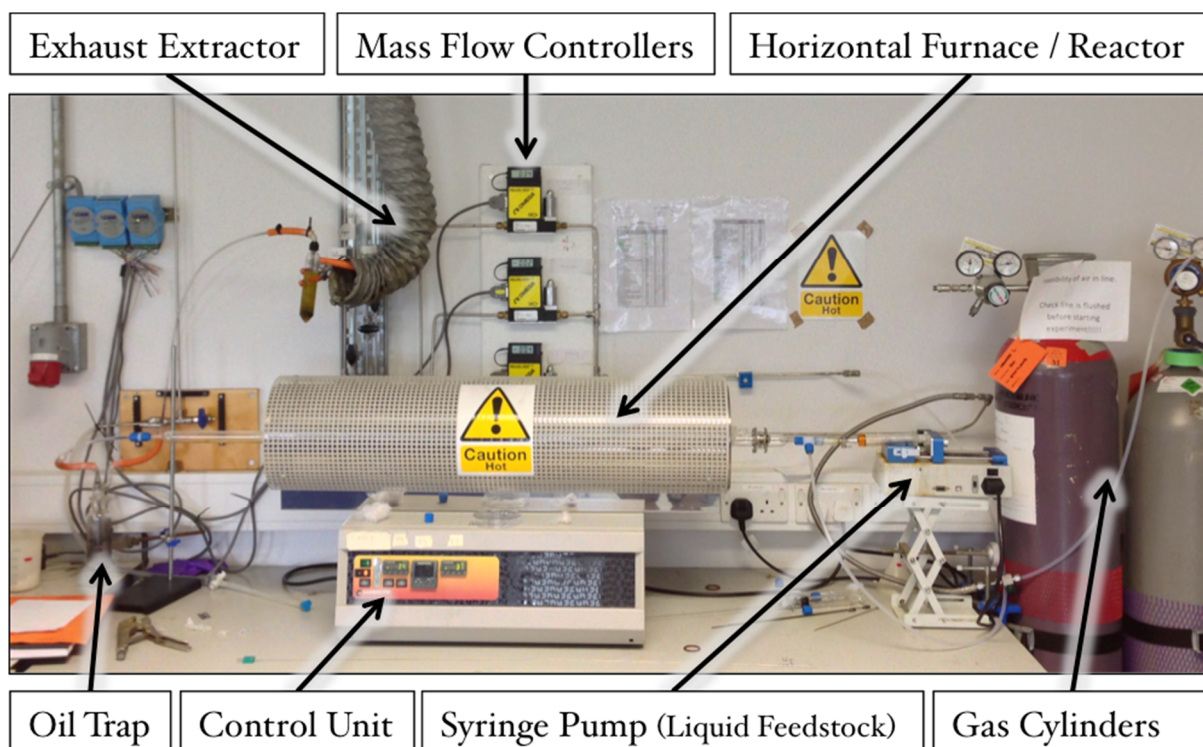 Exhaust Extractor
Mass Flow Controllers
Horizontal Furnace / Reactor
Caution
Hot
Check line is flushed
before starting
Caution
Hot
Oil Trap
Control Unit
Syringe Pump (Liquid Feedstock)
Gas Cylinders